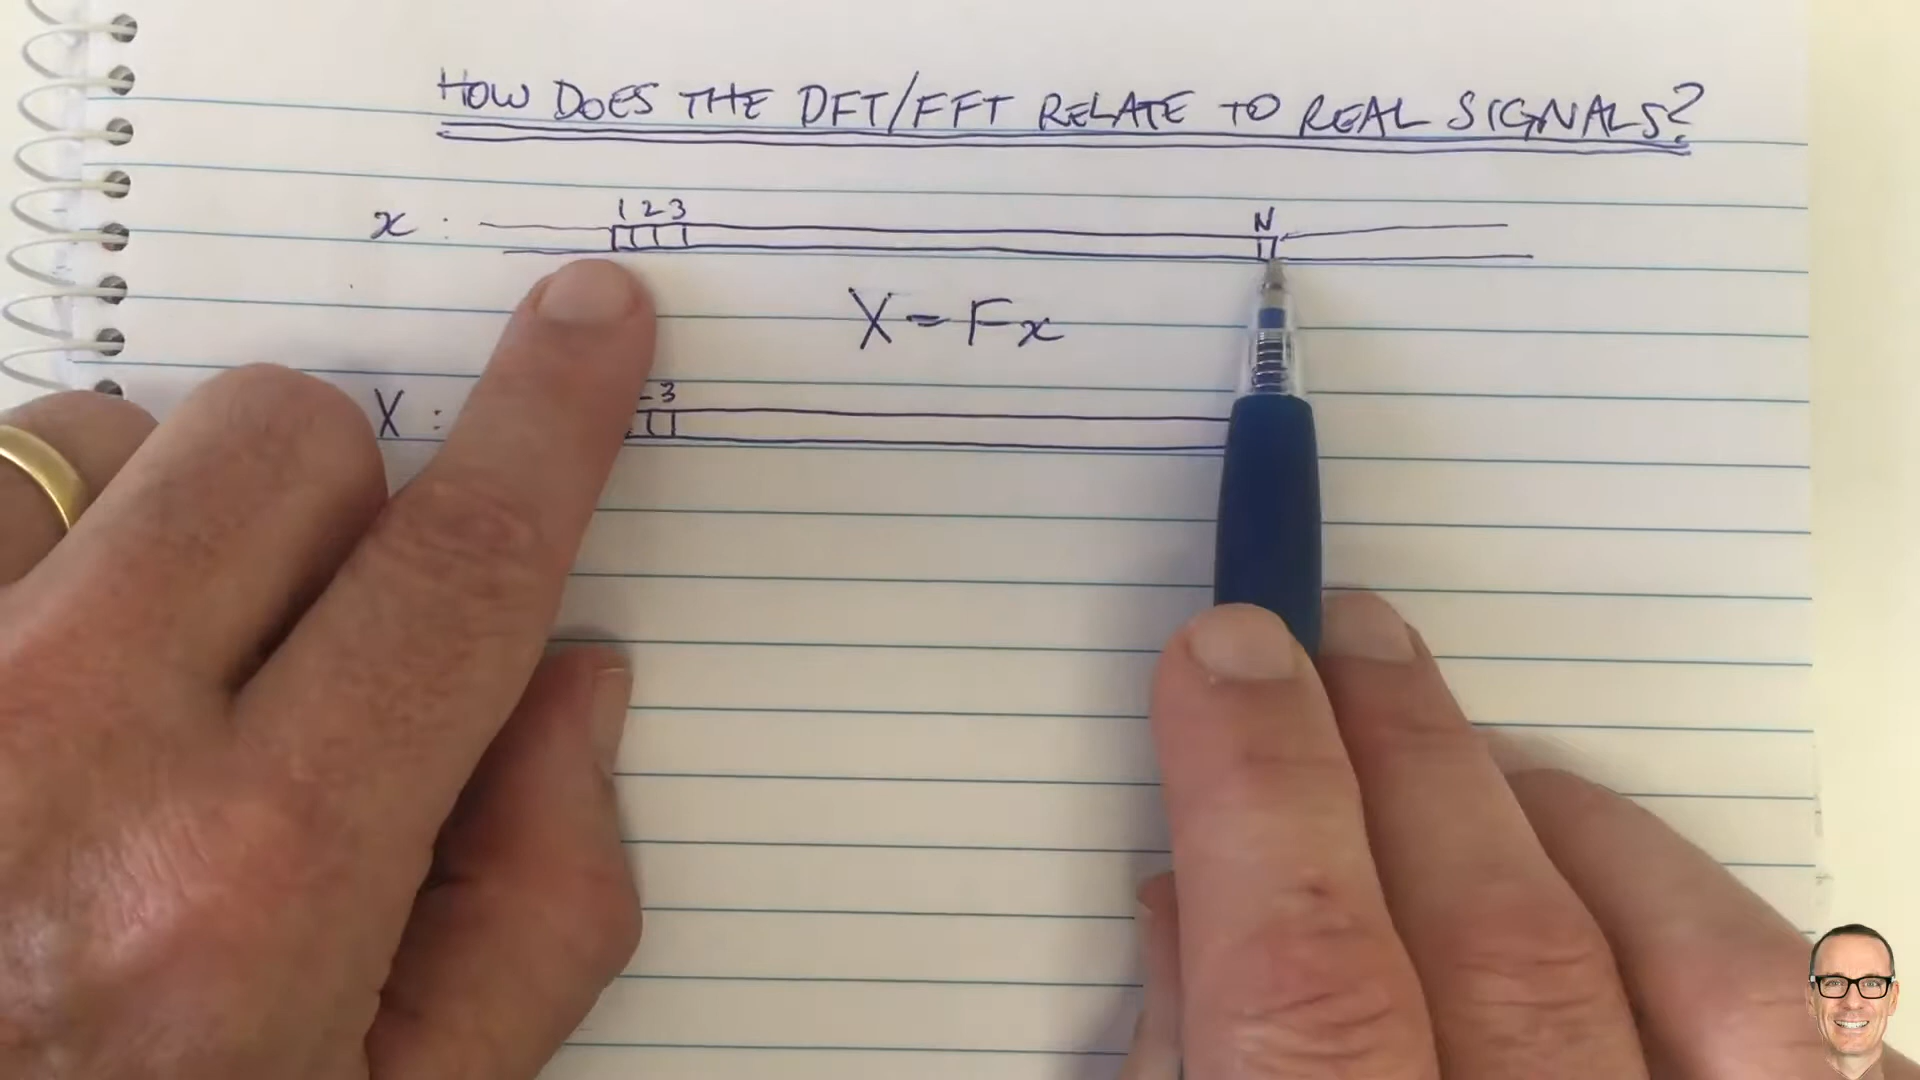 HOW DOES THE DFT/FFT RELATE TO REAL SIGNALS?
1 2 3 N
x :
X = Fx
3
X :